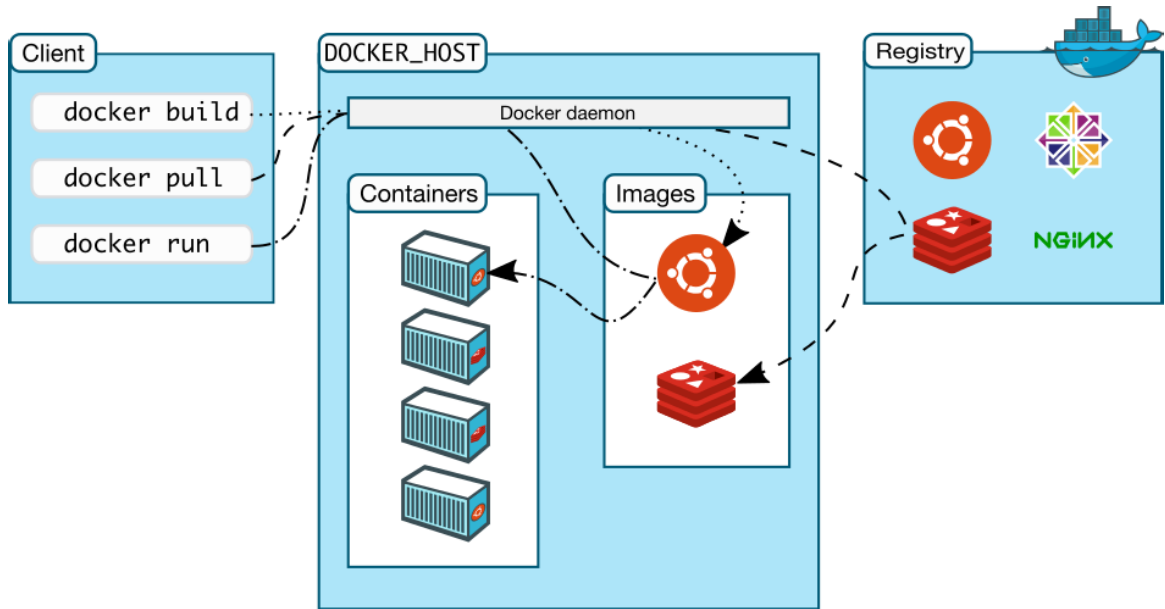 Client
docker build
docker pull
docker run
DOCKER_HOST
Docker daemon
Containers
Images
Registry
NGINX